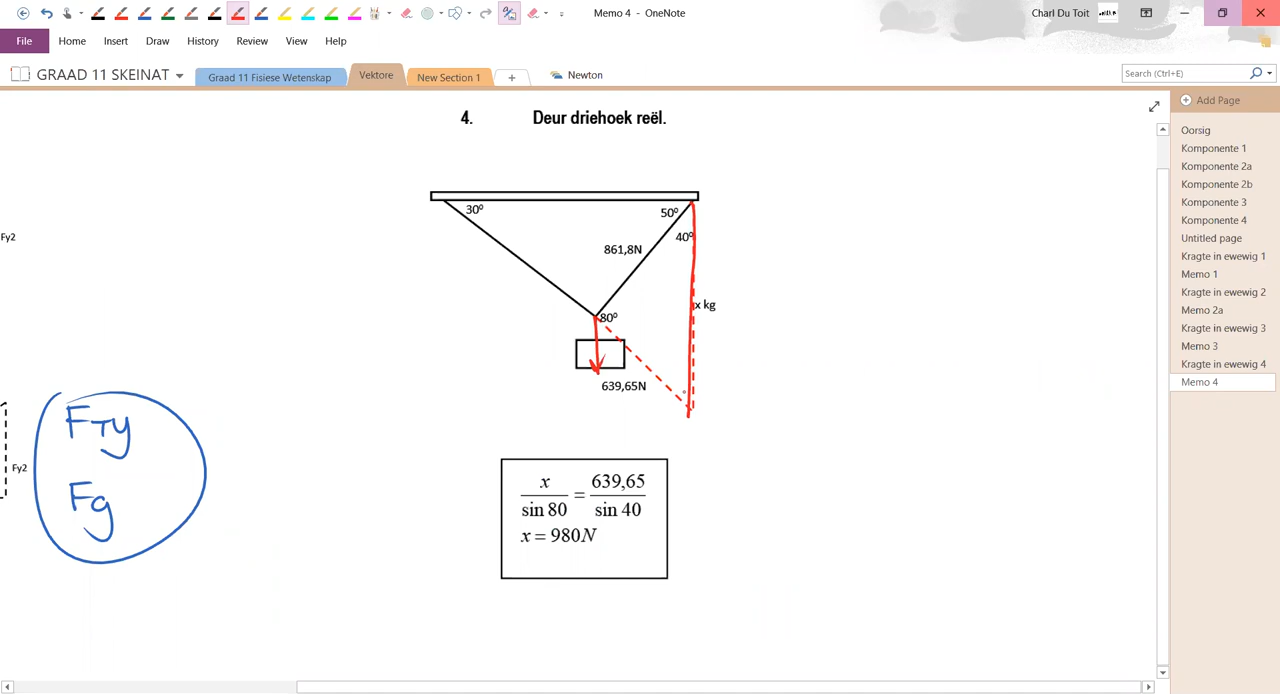 Memo 4 - OneNote
Charl Du Toit
File Home Insert Draw History Review View Help
GRAAD 11 SKEINAT
Graad 11 Fisiese Wetenskap
Vektore
New Section 1
+
Newton
Search (Ctrl+E)
Add Page
Oorsig
Komponente 1
Komponente 2a
Komponente 2b
Komponente 3
Komponente 4
Untitled page
Kragte in ewewig 1
Memo 1
Kragte in ewewig 2
Memo 2a
Kragte in ewewig 3
Memo 3
Kragte in ewewig 4
Memo 4
4. Deur driehoek reël.
30⁰
50⁰
40⁰
861,8N
x kg
80⁰
639,65N
Fy2
Fy2
FTy
Fg
x / sin 80 = 639,65 / sin 40
x = 980N